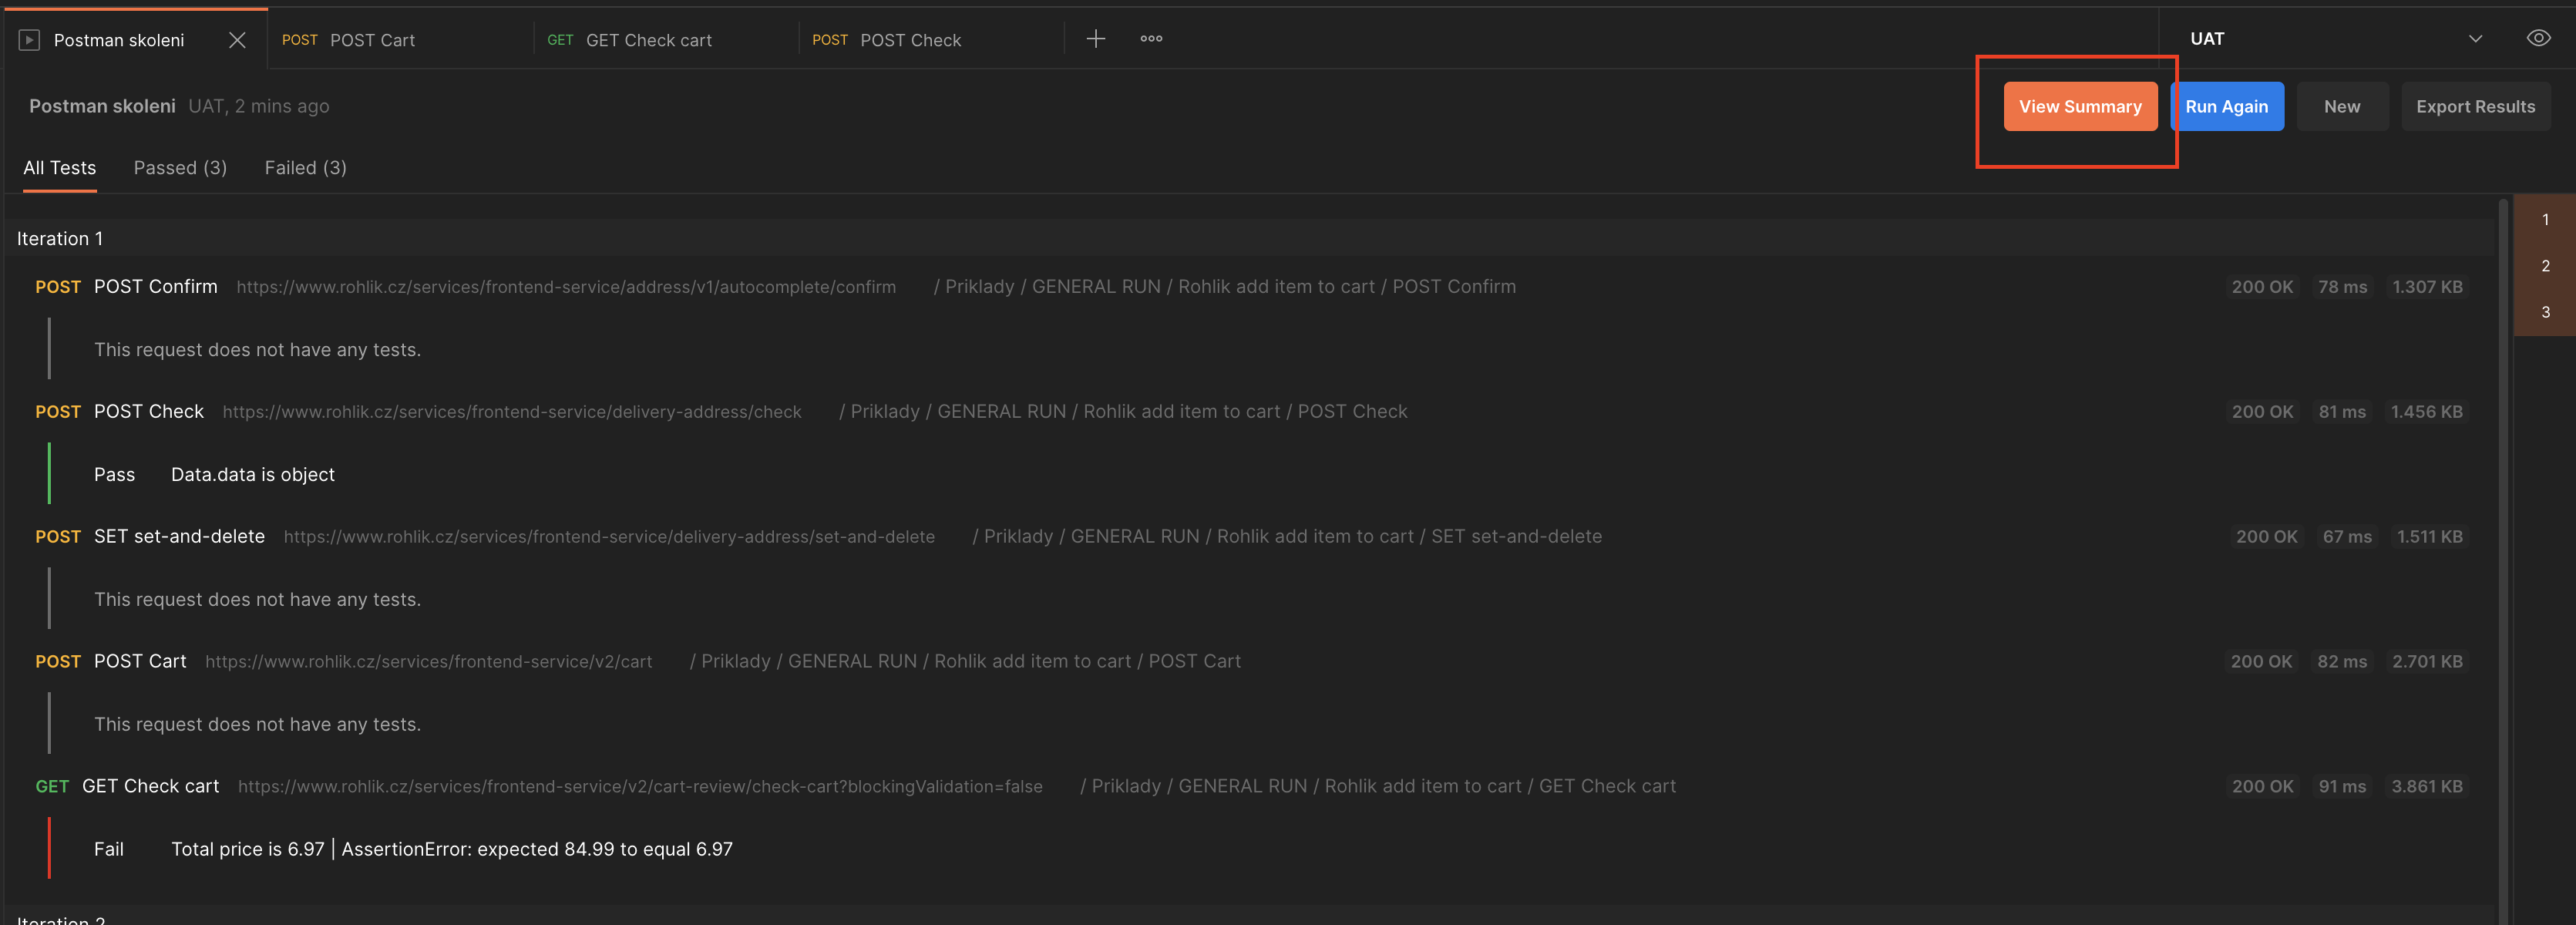 Postman skoleni POST POST Cart GET GET Check cart POST POST Check UAT
Postman skoleni UAT, 2 mins ago View Summary Run Again New Export Results
All Tests Passed (3) Failed (3)
1
Iteration 1
2
POST POST Confirm https://www.rohlik.cz/services/frontend-service/address/v1/autocomplete/confirm / Priklady / GENERAL RUN / Rohlik add item to cart / POST Confirm 200 OK 78 ms 1.307 KB
3
This request does not have any tests.
POST POST Check https://www.rohlik.cz/services/frontend-service/delivery-address/check / Priklady / GENERAL RUN / Rohlik add item to cart / POST Check 200 OK 81 ms 1.456 KB
Pass Data.data is object
POST SET set-and-delete https://www.rohlik.cz/services/frontend-service/delivery-address/set-and-delete / Priklady / GENERAL RUN / Rohlik add item to cart / SET set-and-delete 200 OK 67 ms 1.511 KB
This request does not have any tests.
POST POST Cart https://www.rohlik.cz/services/frontend-service/v2/cart / Priklady / GENERAL RUN / Rohlik add item to cart / POST Cart 200 OK 82 ms 2.701 KB
This request does not have any tests.
GET GET Check cart https://www.rohlik.cz/services/frontend-service/v2/cart-review/check-cart?blockingValidation=false / Priklady / GENERAL RUN / Rohlik add item to cart / GET Check cart 200 OK 91 ms 3.861 KB
Fail Total price is 6.97 | AssertionError: expected 84.99 to equal 6.97
Iteration 2